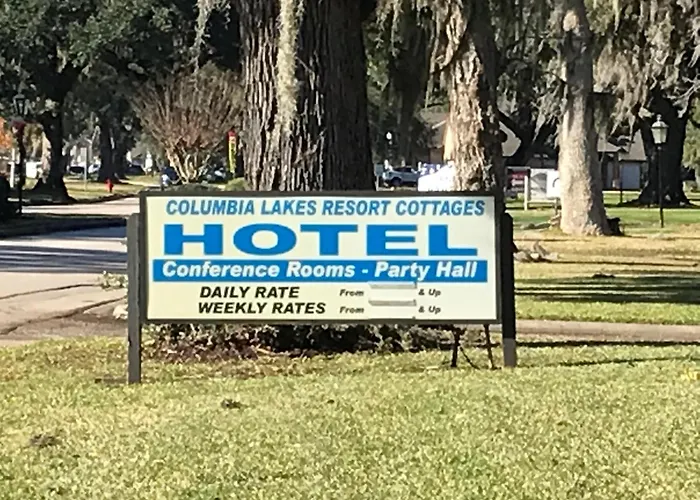 COLUMBIA LAKES RESORT COTTAGES
HOTEL
Conference Rooms - Party Hall
DAILY RATE From & Up
WEEKLY RATES From & Up